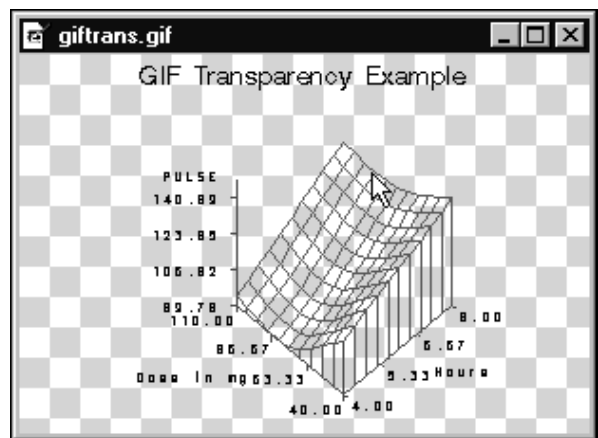 giftrans.gif
GIF Transparency Example
PULSE
140.89
123.85
106.82
89.78
110.00
8.00
86.67
6.67
Dose In mg
63.33
5.33
Hours
40.00
4.00